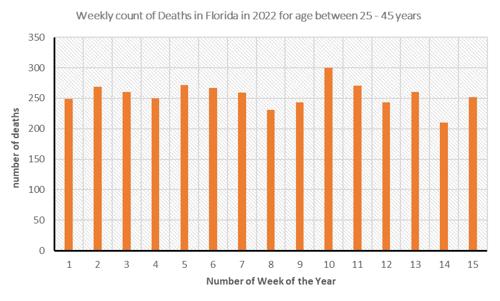 Weekly count of Deaths in Florida in 2022 for age between 25 - 45 years
350
300
250
200
150
100
50
0
number of deaths
1 2 3 4 5 6 7 8 9 10 11 12 13 14 15
Number of Week of the Year